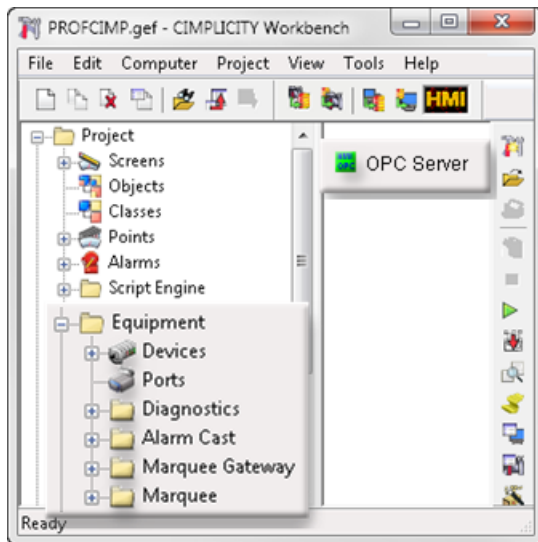 PROFCIMP.gef - CIMPLICITY Workbench
File Edit Computer Project View Tools Help
HMI
Project
Screens
Objects
Classes
Points
Alarms
Script Engine
Equipment
Devices
Ports
Diagnostics
Alarm Cast
Marquee Gateway
Marquee
OPC Server
Ready